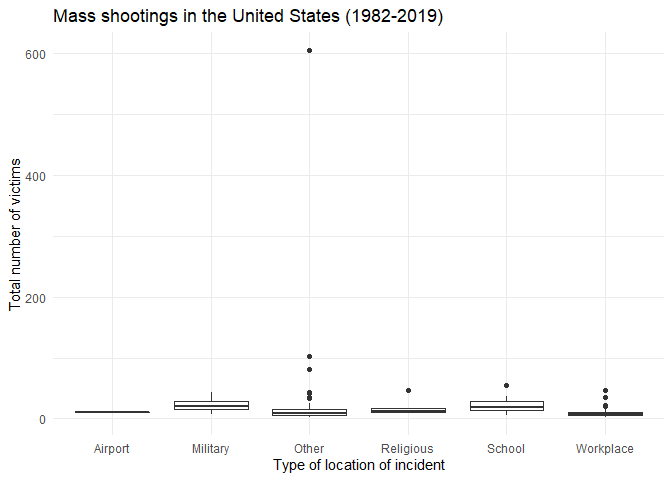 Mass shootings in the United States (1982-2019)
Total number of victims
600
400
200
0
Airport Military Other Religious School Workplace
Type of location of incident